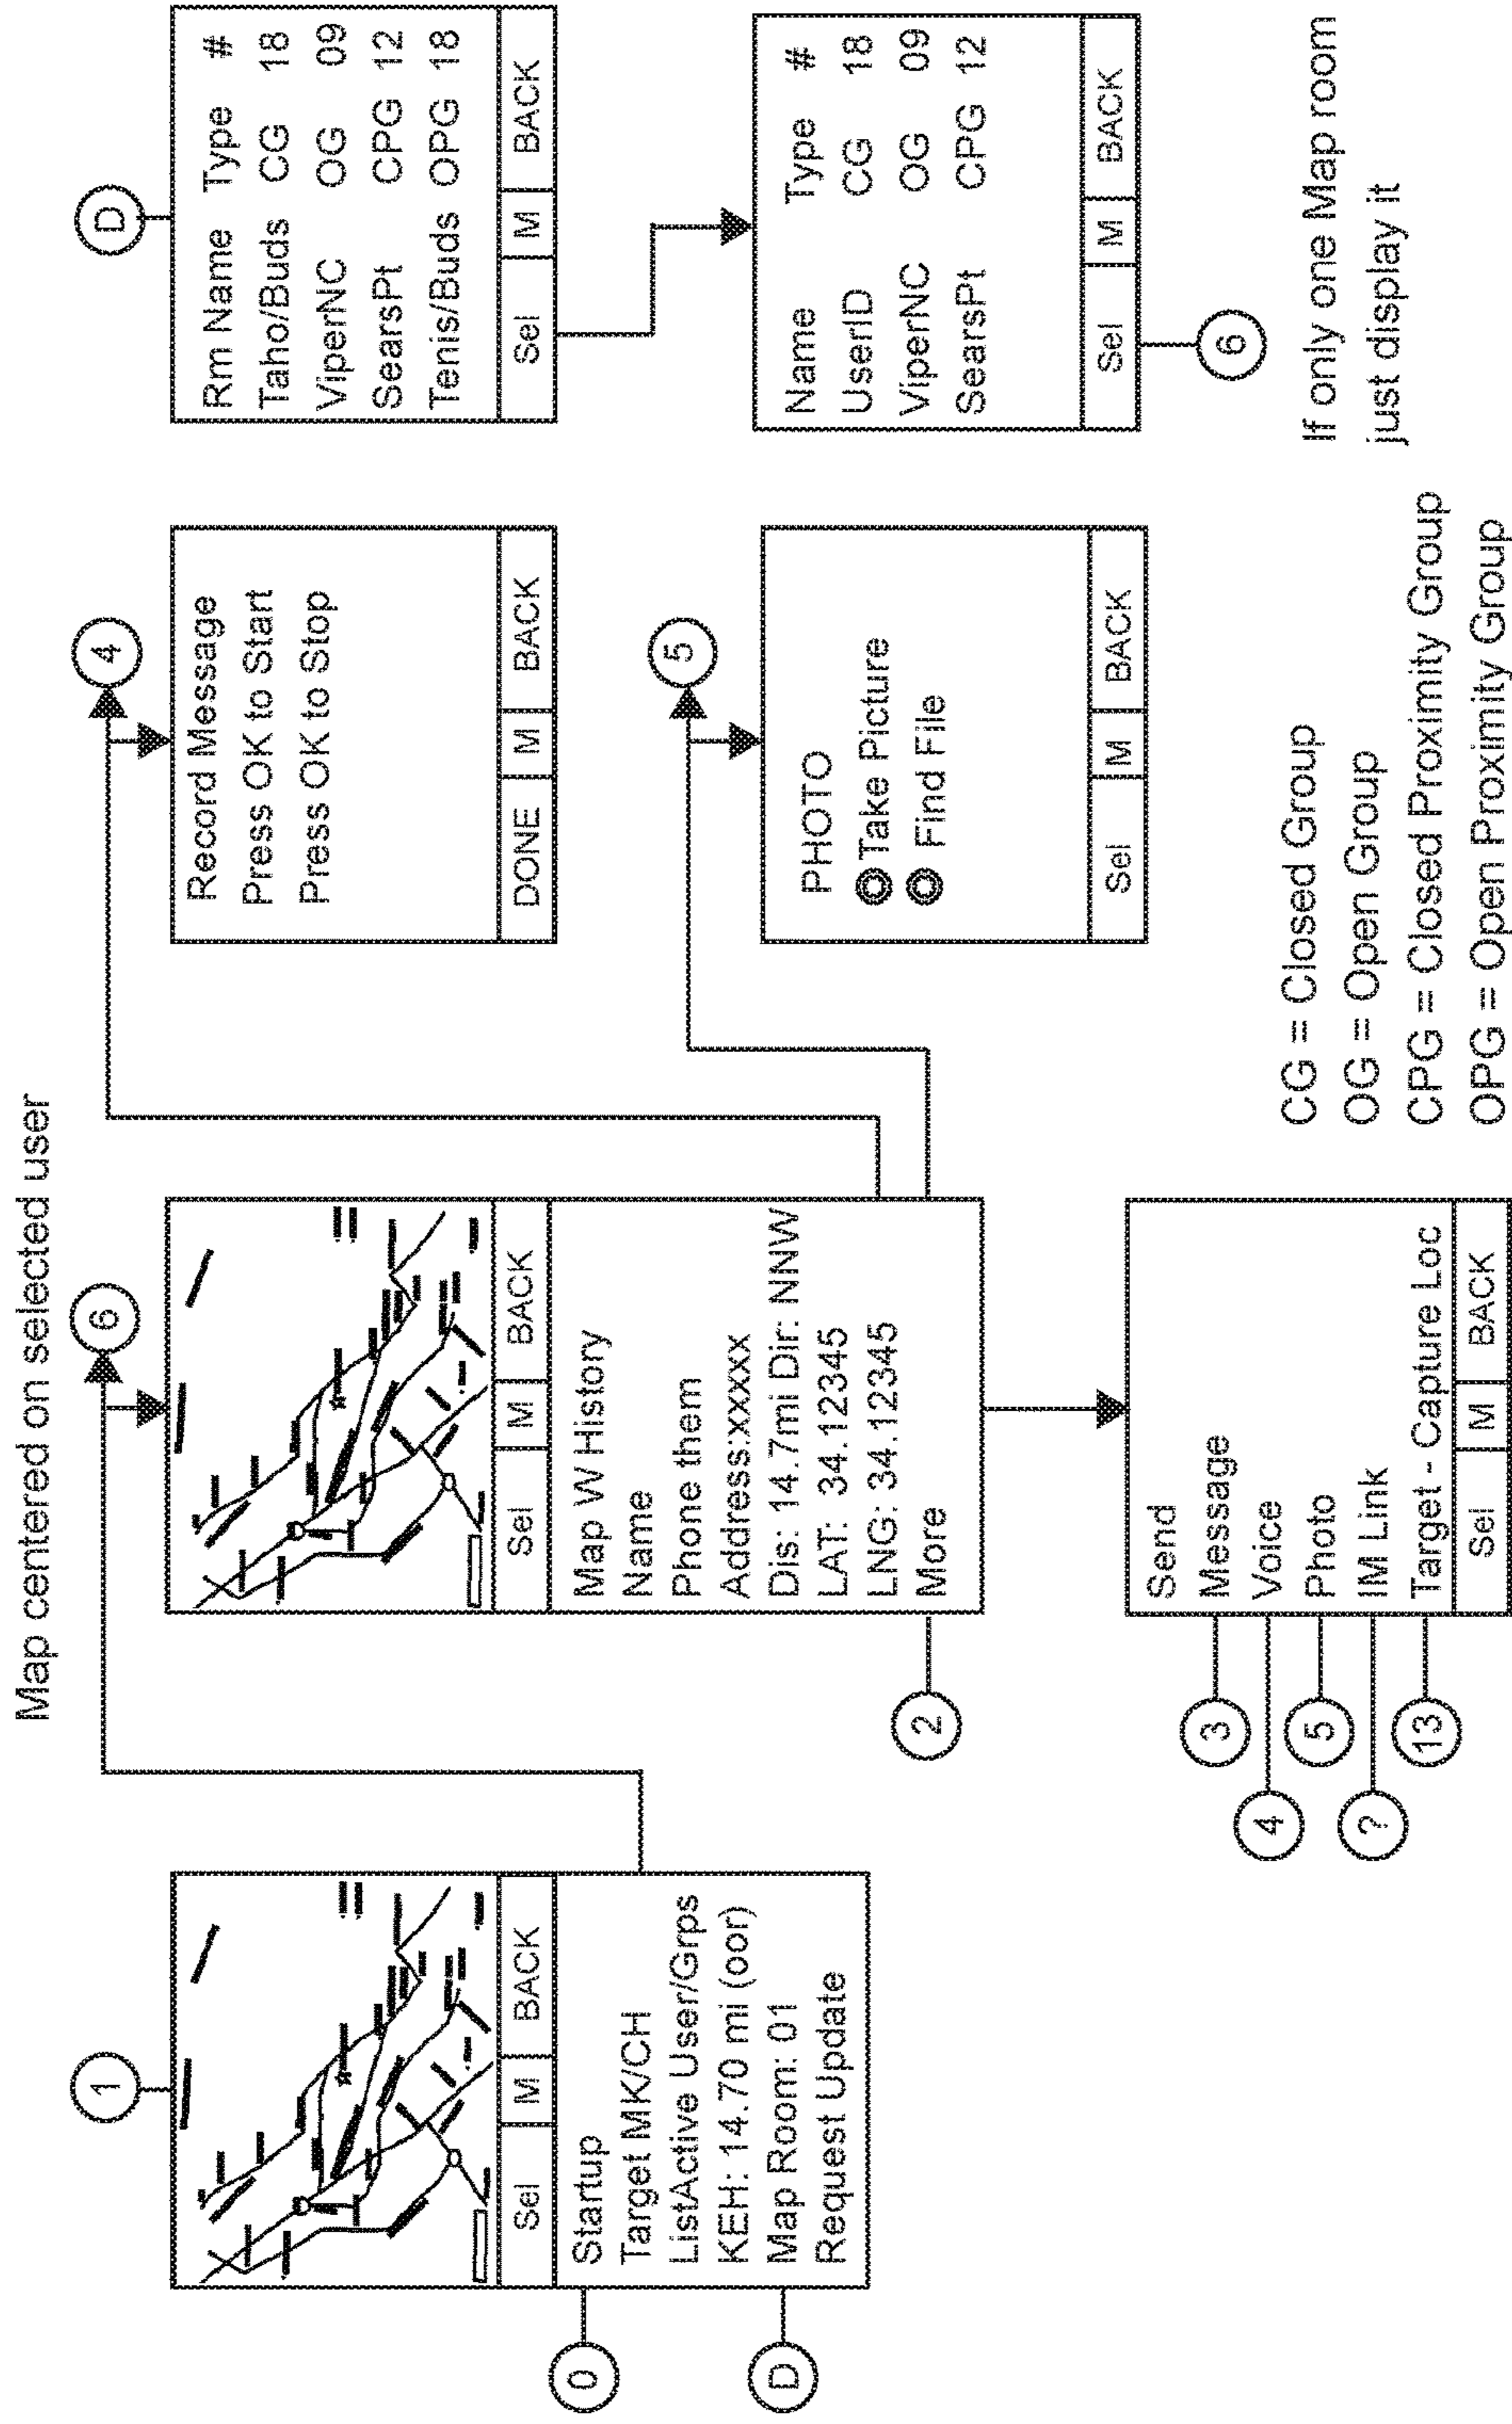 Map centered on selected user
1
Sel M BACK
Startup
Target MK/CH
ListActive User/Grps
KEH: 14.70 mi (oor)
Map Room: 01
Request Update
0
D
6
Sel M BACK
Map W History
Name
Phone them
Address:xxxxx
Dis: 14.7mi Dir: NNW
LAT: 34.12345
LNG: 34.12345
More
2
Send
Message
Voice
Photo
IM Link
Target - Capture Loc
Sel M BACK
3
4
5
?
13
4
Record Message
Press OK to Start
Press OK to Stop
DONE M BACK
5
PHOTO
Take Picture
Find File
Sel M BACK
CG = Closed Group
OG = Open Group
CPG = Closed Proximity Group
OPG = Open Proximity Group
D
Rm Name Type #
Taho/Buds CG 18
ViperNC OG 09
SearsPt CPG 12
Tenis/Buds OPG 18
Sel M BACK
Name Type #
UserID CG 18
ViperNC OG 09
SearsPt CPG 12
Sel M BACK
6
If only one Map room
just display it